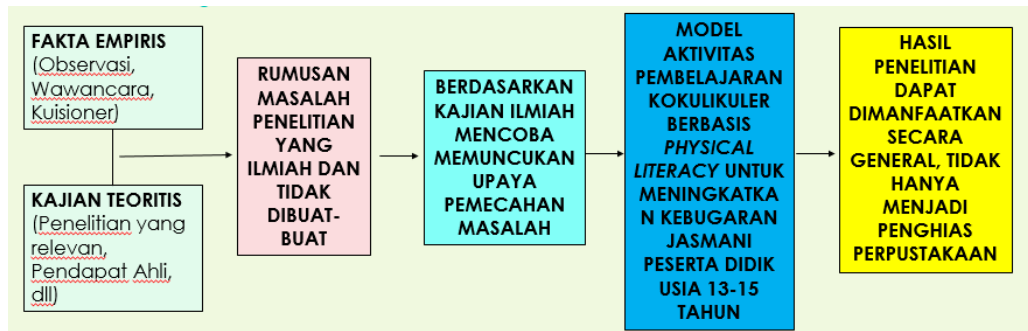 FAKTA EMPIRIS
(Observasi,
Wawancara,
Kuisioner)
KAJIAN TEORITIS
(Penelitian yang
relevan,
Pendapat Ahli,
dll)
RUMUSAN
MASALAH
PENELITIAN
YANG
ILMIAH DAN
TIDAK
DIBUAT-
BUAT
BERDASARKAN
KAJIAN ILMIAH
MENCOBA
MEMUNCUKAN
UPAYA
PEMECAHAN
MASALAH
MODEL
AKTIVITAS
PEMBELAJARAN
KOKULIKULER
BERBASIS
PHYSICAL
LITERACY UNTUK
MENINGKATKA
N KEBUGARAN
JASMANI
PESERTA DIDIK
USIA 13-15
TAHUN
HASIL
PENELITIAN
DAPAT
DIMANFAATKAN
SECARA
GENERAL, TIDAK
HANYA
MENJADI
PENGHIAS
PERPUSTAKAAN